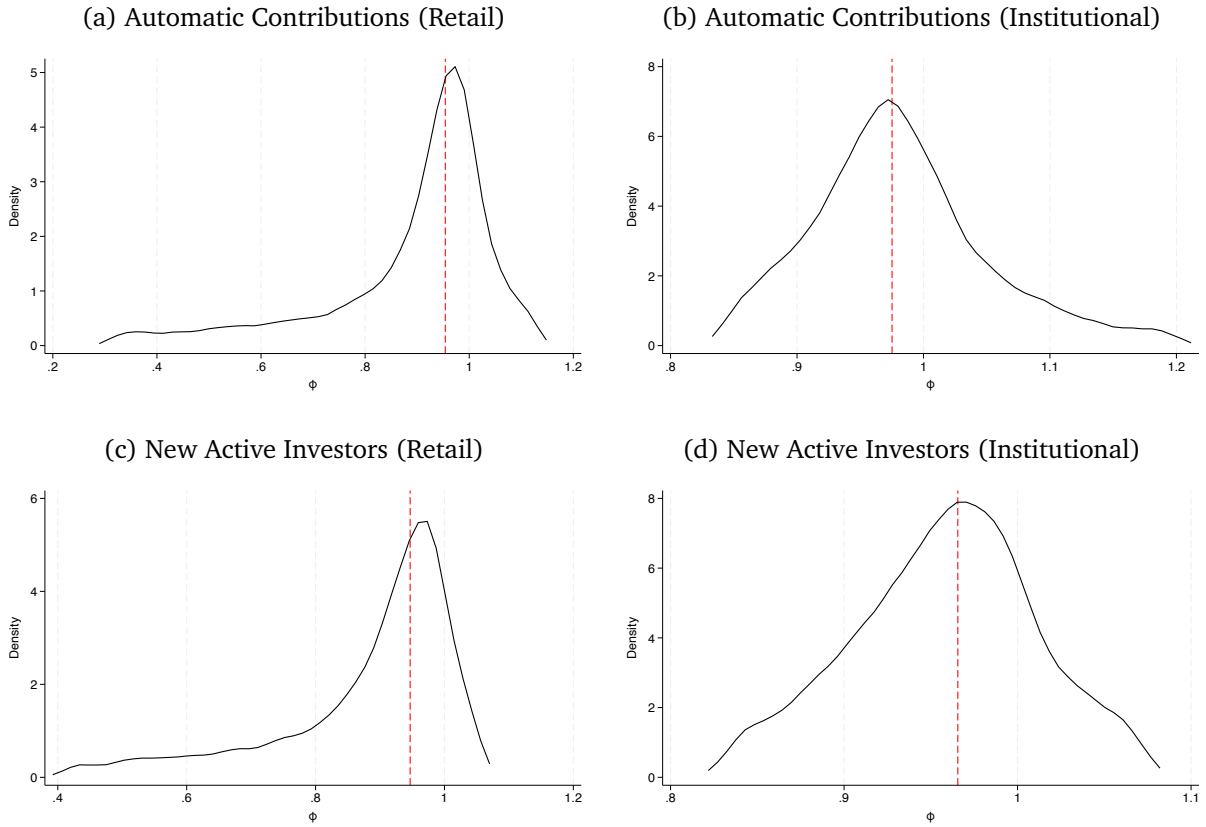 (a) Automatic Contributions (Retail)
(b) Automatic Contributions (Institutional)
5
4
3
2
1
0
Density
.2 .4 .6 .8 1 1.2
ϕ
8
6
4
2
0
Density
.8 .9 1 1.1 1.2
ϕ
(c) New Active Investors (Retail)
(d) New Active Investors (Institutional)
6
4
2
0
Density
.4 .6 .8 1 1.2
ϕ
8
6
4
2
0
Density
.8 .9 1 1.1
ϕ